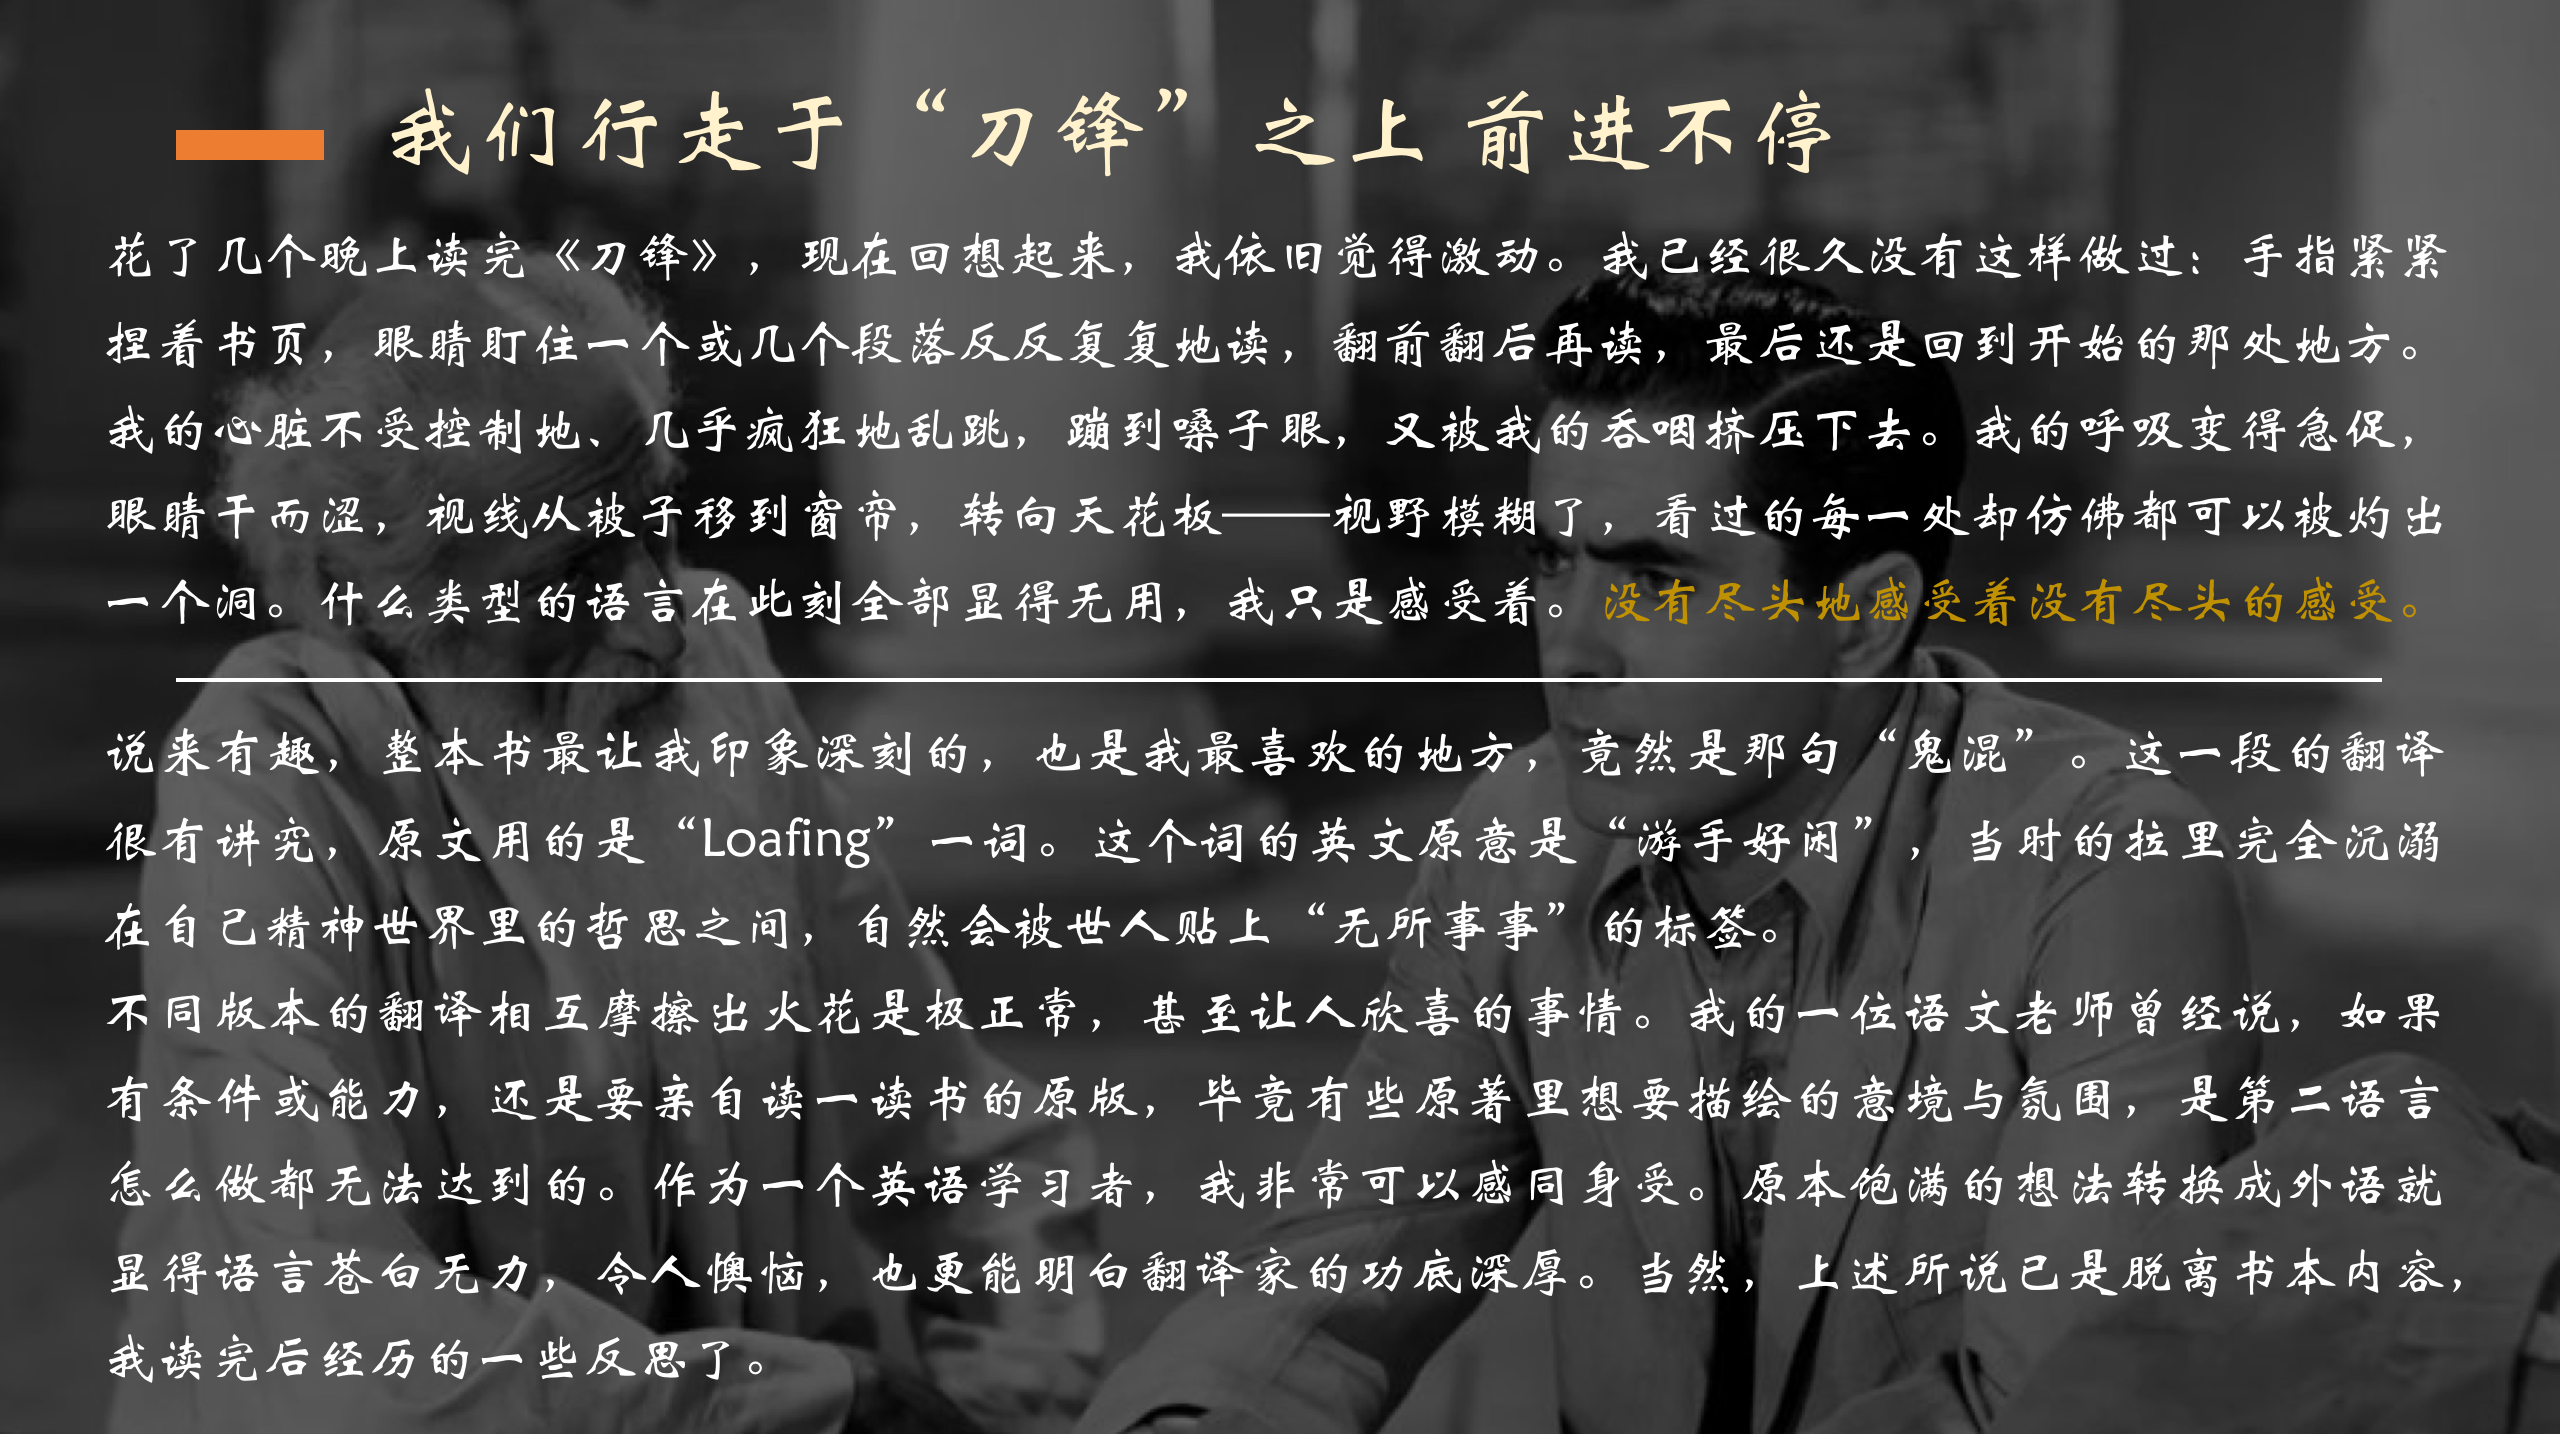 我们行走于“刀锋”之上 前进不停
花了几个晚上读完《刀锋》，现在回想起来，我依旧觉得激动。我已经很久没有这样做过：手指紧紧
捏着书页，眼睛盯住一个或几个段落反反复复地读，翻前翻后再读，最后还是回到开始的那处地方。
我的心脏不受控制地、几乎疯狂地乱跳，蹦到嗓子眼，又被我的吞咽挤压下去。我的呼吸变得急促，
眼睛干而涩，视线从被子移到窗帘，转向天花板——视野模糊了，看过的每一处却仿佛都可以被灼出
一个洞。什么类型的语言在此刻全部显得无用，我只是感受着。没有尽头地感受着没有尽头的感受。
说来有趣，整本书最让我印象深刻的，也是我最喜欢的地方，竟然是那句“鬼混”。这一段的翻译
很有讲究，原文用的是“Loafing”一词。这个词的英文原意是“游手好闲”，当时的拉里完全沉溺
在自己精神世界里的哲思之间，自然会被世人贴上“无所事事”的标签。
不同版本的翻译相互摩擦出火花是极正常，甚至让人欣喜的事情。我的一位语文老师曾经说，如果
有条件或能力，还是要亲自读一读书的原版，毕竟有些原著里想要描绘的意境与氛围，是第二语言
怎么做都无法达到的。作为一个英语学习者，我非常可以感同身受。原本饱满的想法转换成外语就
显得语言苍白无力，令人懊恼，也更能明白翻译家的功底深厚。当然，上述所说已是脱离书本内容，
我读完后经历的一些反思了。